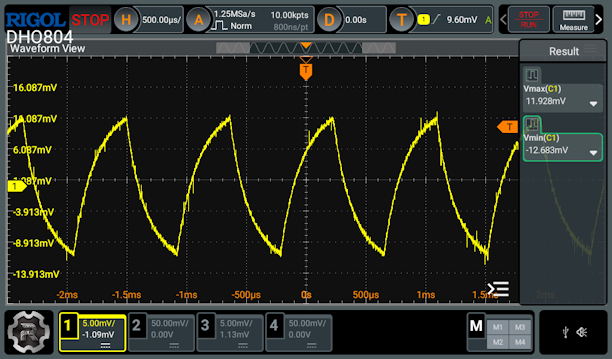 RIGOL STOP H 500.00μs/ A 1.25MSa/s 10.00kpts D 0.00s T 1 9.60mV A STOP RUN Measure
Norm 800ns/pt
DHO804
Waveform View
T
Result
16.087mV
11.087mV
6.087mV
1.087mV
-3.913mV
-8.913mV
-13.913mV
1
T
-2ms -1.5ms -1ms -500μs 0s 500μs 1ms 1.5ms 2ms
Vmax(C1)
11.928mV
Vmin(C1)
-12.683mV
1 5.00mV/ -1.09mV
2 50.00mV/ 0.00V
3 5.00mV/ 1.13mV
4 50.00mV/ 0.00V
M M1 M3 M2 M4